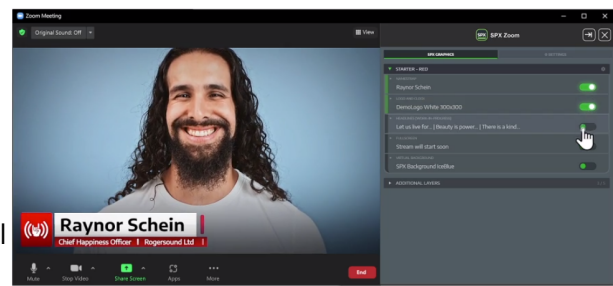 Zoom Meeting
Original Sound: Off
View
SPX SPX Zoom
SPX GRAPHICS
STARTER - RED
Raynor Schein
DemoLogo White 300x300
Let us live for... | Beauty is power... | There is a kind...
Stream will start soon
SPX Background IceBlue
ADDITIONAL LAYERS
Raynor Schein
Chief Happiness Officer | Rogersound Ltd
Mute
Stop Video
Share Screen
Apps
More
End